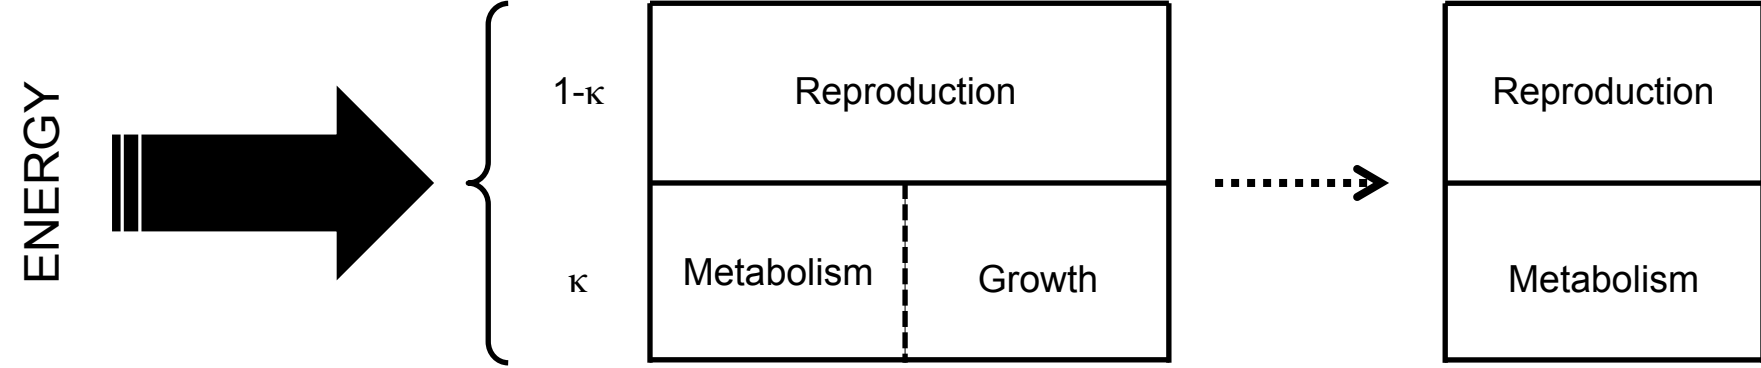 ENERGY
1-κ
Reproduction
Reproduction
κ
Metabolism
Growth
Metabolism